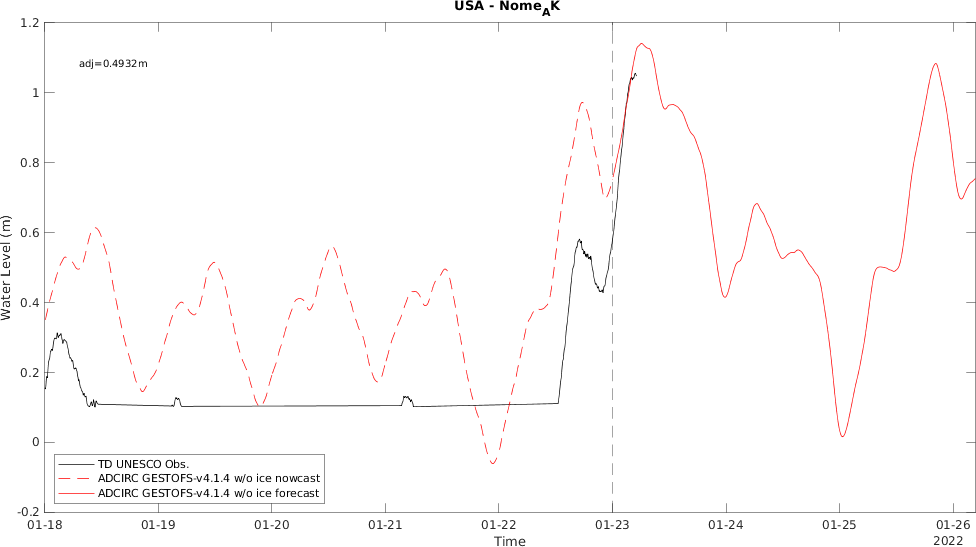 USA - Nome_AK
adj=0.4932m
1.2
1
0.8
0.6
0.4
0.2
0
-0.2
Water Level (m)
TD UNESCO Obs.
ADCIRC GESTOFS-v4.1.4 w/o ice nowcast
ADCIRC GESTOFS-v4.1.4 w/o ice forecast
01-18 01-19 01-20 01-21 01-22 01-23 01-24 01-25 01-26
Time 2022